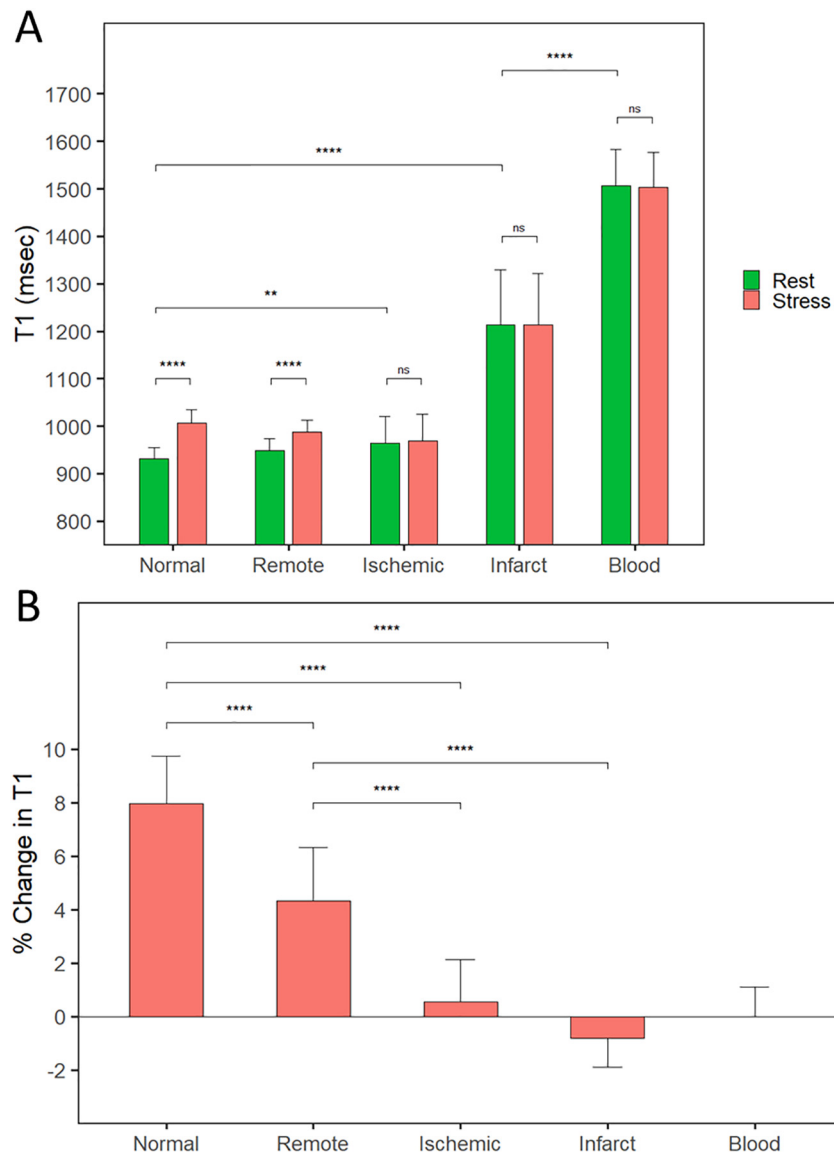 A
T1 (msec)
1700
1600
1500
1400
1300
1200
1100
1000
900
800
****
ns
****
ns
**
****
****
ns
Rest
Stress
Normal Remote Ischemic Infarct Blood
B
% Change in T1
10
8
6
4
2
0
-2
****
****
****
****
****
Normal Remote Ischemic Infarct Blood